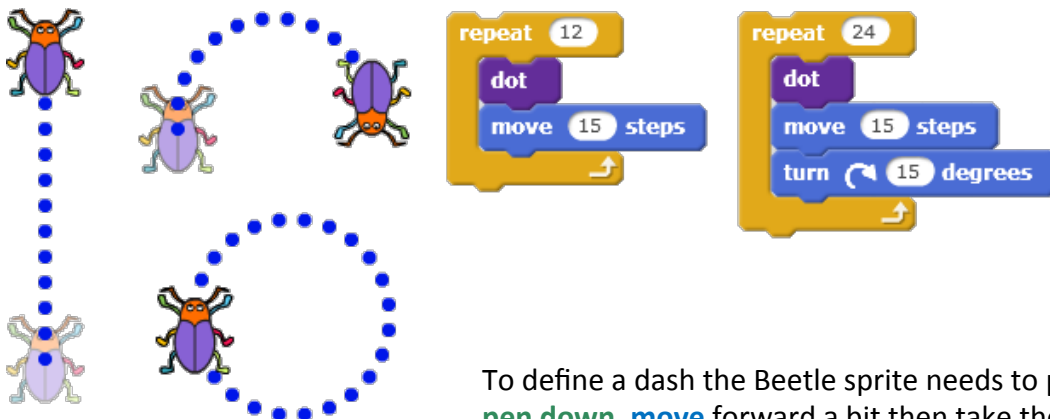 repeat 12
dot
move 15 steps
repeat 24
dot
move 15 steps
turn 15 degrees
To define a dash the Beetle sprite needs to
pen down, move forward a bit then take the